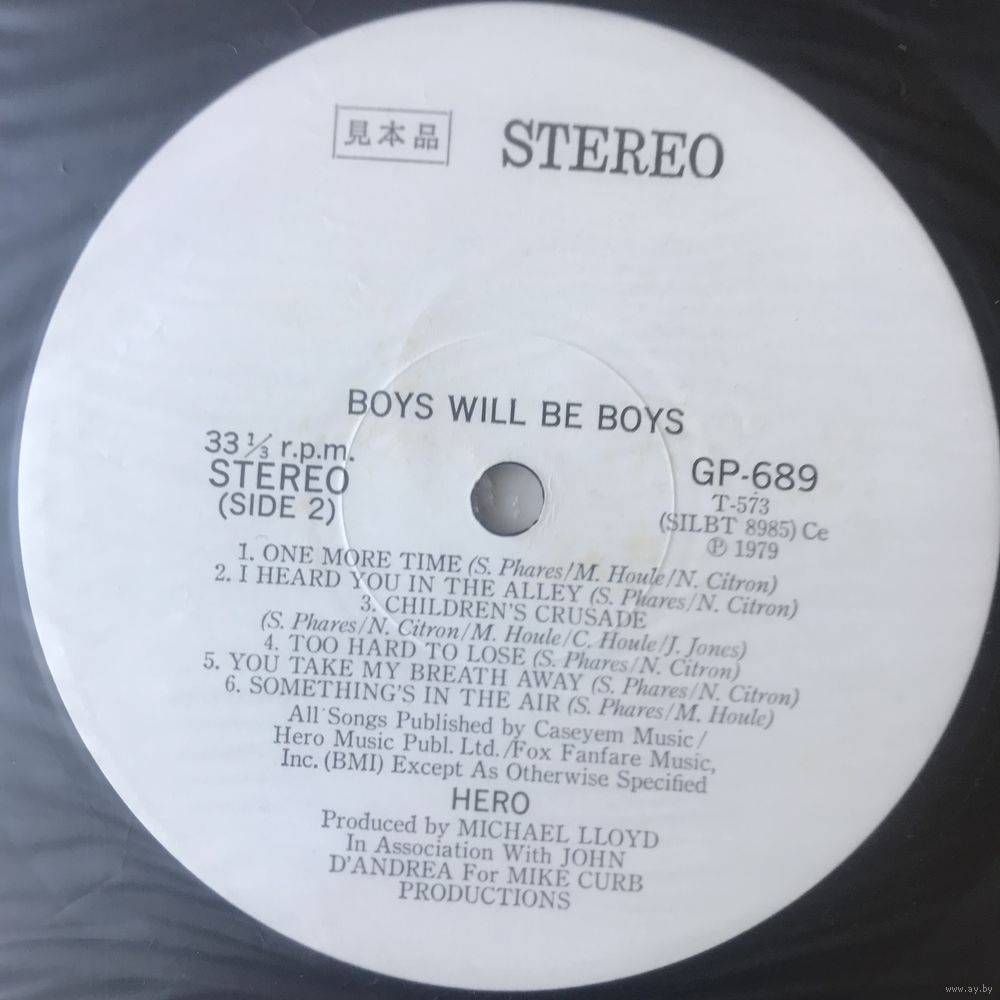 見本品
STEREO
BOYS WILL BE BOYS
33 1/3 r.p.m.
STEREO
(SIDE 2)
GP-689
T-573
(SILBT 8985) Ce
Ⓟ 1979
1. ONE MORE TIME (S. Phares/M. Houle/N. Citron)
2. I HEARD YOU IN THE ALLEY (S. Phares/N. Citron)
3. CHILDREN'S CRUSADE
(S. Phares/N. Citron/M. Houle/C. Houle/J. Jones)
4. TOO HARD TO LOSE (S. Phares/N. Citron)
5. YOU TAKE MY BREATH AWAY (S. Phares/N. Citron)
6. SOMETHING'S IN THE AIR (S. Phares/M. Houle)
All Songs Published by Caseyem Music/
Hero Music Publ. Ltd./Fox Fanfare Music,
Inc. (BMI) Except As Otherwise Specified
HERO
Produced by MICHAEL LLOYD
In Association With JOHN
D'ANDREA For MIKE CURB
PRODUCTIONS
www.ay.by